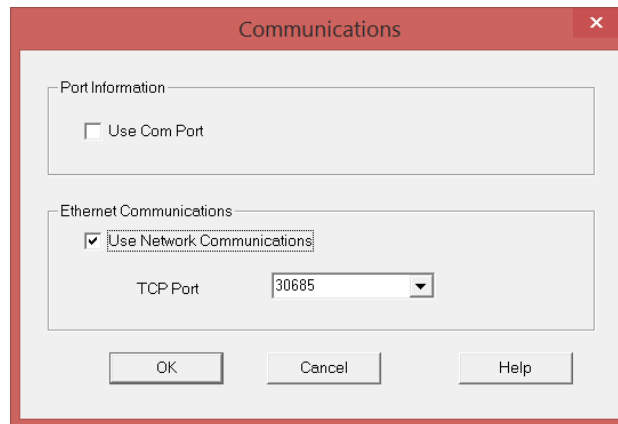 Communications
Port Information
Use Com Port
Ethernet Communications
Use Network Communications
TCP Port
30685
OK
Cancel
Help